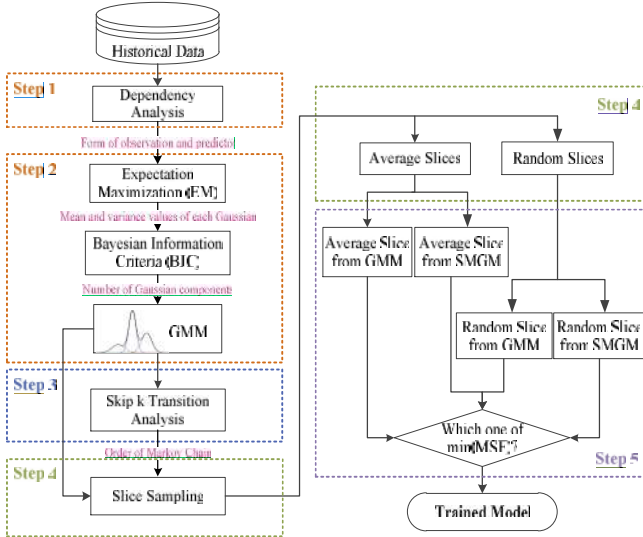 Historical Data
Step 1
Dependency
Analysis
Form of observation and predicto
Step 2
Expectation
Maximization (EM)
Mean and variance values of each Gaussian
Bayesian Information
Criteria (BIC)
Number of Gaussian components
GMM
Step 3
Skip k Transition
Analysis
Order of Markov Chain
Step 4
Slice Sampling
Step 4
Average Slices
Random Slices
Average Slice
from GMM
Average Slice
from SMGM
Random Slice
from GMM
Random Slice
from SMGM
Which one of
min(MSE)?
Step 5
Trained Model